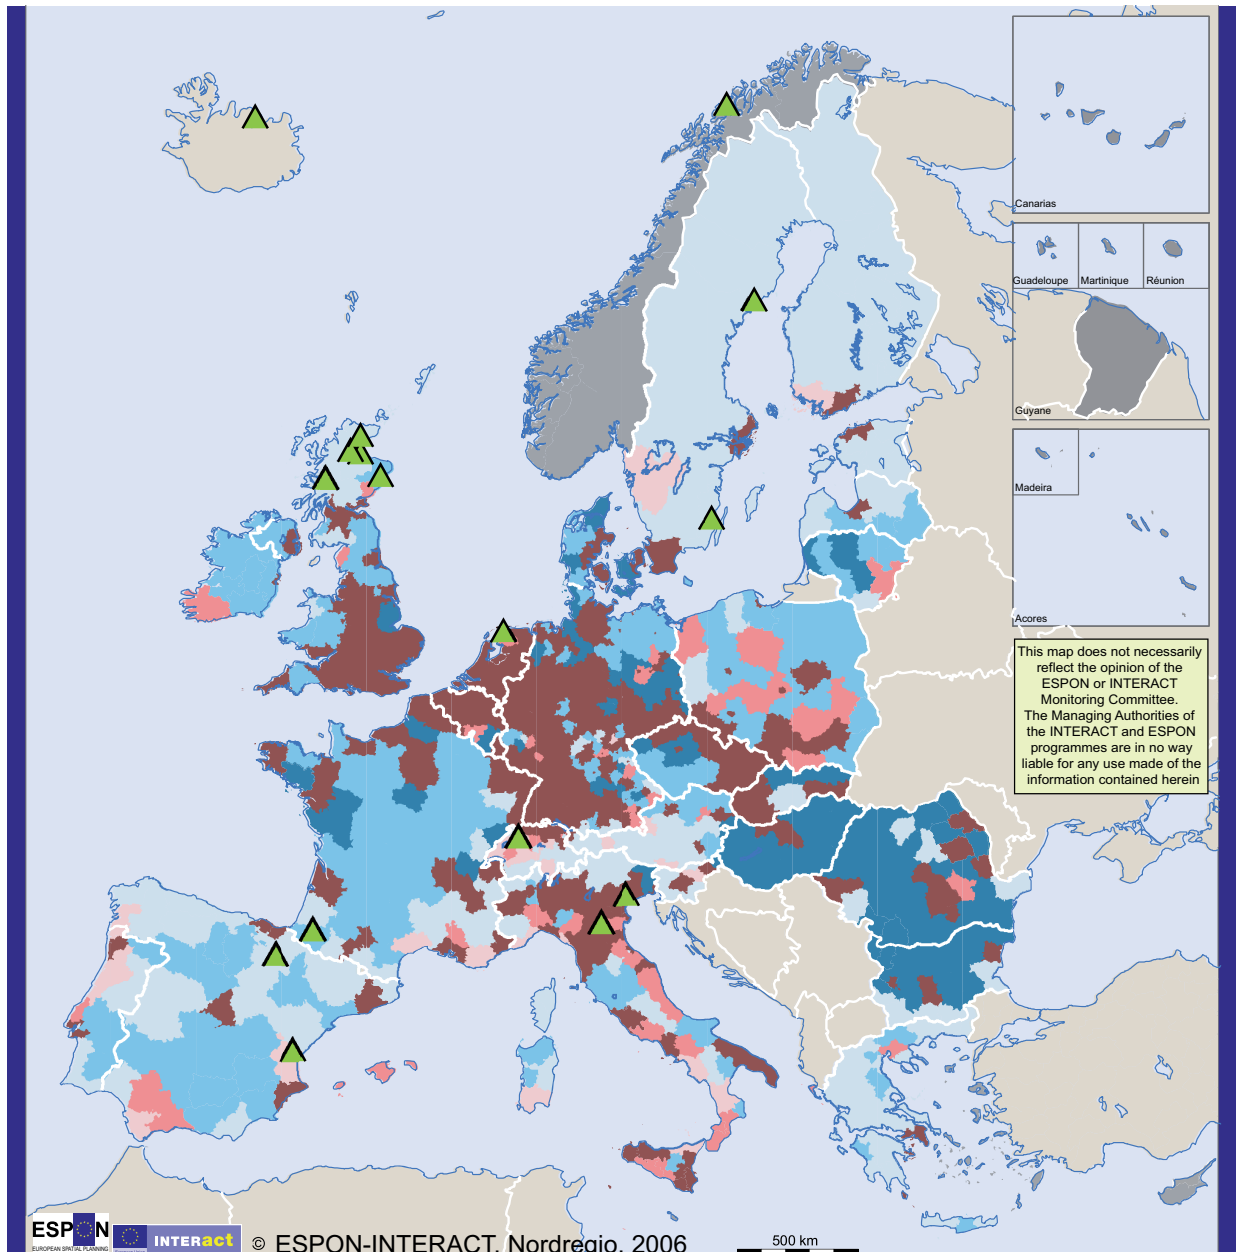 Canarias
Guadeloupe
Martinique
Réunion
Guyane
Madeira
Acores
This map does not necessarily
reflect the opinion of the
ESPON or INTERACT
Monitoring Committee.
The Managing Authorities of
the INTERACT and ESPON
programmes are in no way
liable for any use made of the
information contained herein
ESPON
EUROPEAN SPATIAL PLANNING
INTERact
© ESPON-INTERACT, Nordregio, 2006
500 km